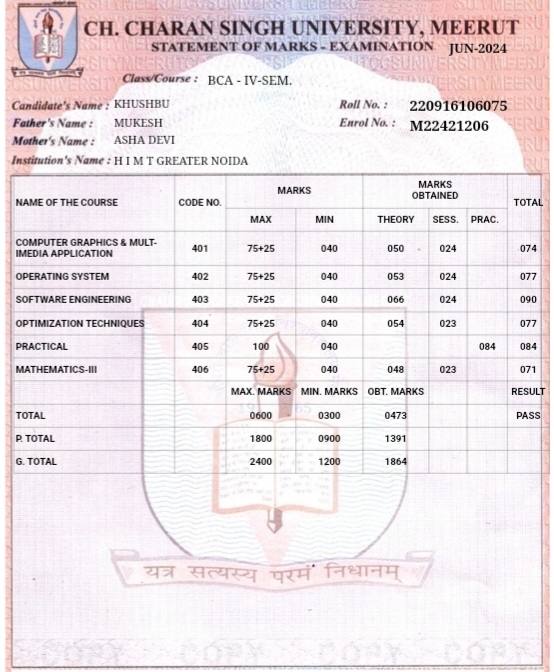 CH. CHARAN SINGH UNIVERSITY, MEERUT
STATEMENT OF MARKS - EXAMINATION JUN-2024
Class/Course : BCA - IV-SEM.
Candidate's Name : KHUSHBU Roll No. : 220916106075
Father's Name : MUKESH Enrol No. : M22421206
Mother's Name : ASHA DEVI
Institution's Name : H I M T GREATER NOIDA
NAME OF THE COURSE CODE NO. MARKS MARKS OBTAINED TOTAL
MAX MIN THEORY SESS. PRAC.
COMPUTER GRAPHICS & MULT-
IMEDIA APPLICATION 401 75+25 040 050 024 074
OPERATING SYSTEM 402 75+25 040 053 024 077
SOFTWARE ENGINEERING 403 75+25 040 066 024 090
OPTIMIZATION TECHNIQUES 404 75+25 040 054 023 077
PRACTICAL 405 100 040 084 084
MATHEMATICS-III 406 75+25 040 048 023 071
MAX. MARKS MIN. MARKS OBT. MARKS RESULT
TOTAL 0600 0300 0473 PASS
P. TOTAL 1800 0900 1391
G. TOTAL 2400 1200 1864
यत्र सत्यस्य परमं निधानम्